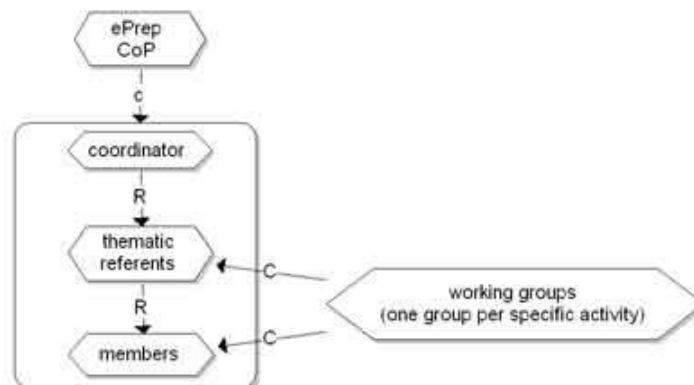 ePrep
CoP
c
coordinator
R
thematic
referents
C
R
working groups
(one group per specific activity)
C
members